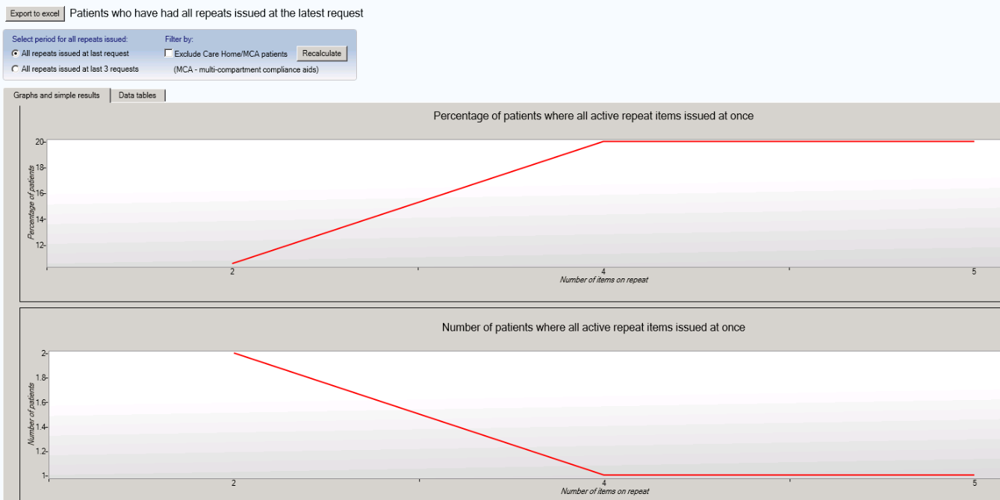 Export to excel Patients who have had all repeats issued at the latest request
Select period for all repeats issued: Filter by:
All repeats issued at last request Exclude Care Home/MCA patients Recalculate
All repeats issued at last 3 requests (MCA - multi-compartment compliance aids)
Graphs and simple results Data tables
Percentage of patients where all active repeat items issued at once
Percentage of patients
20
18
16
14
12
2 4 5
Number of items on repeat
Number of patients where all active repeat items issued at once
Number of patients
2
1.8
1.6
1.4
1.2
1
2 4 5
Number of items on repeat